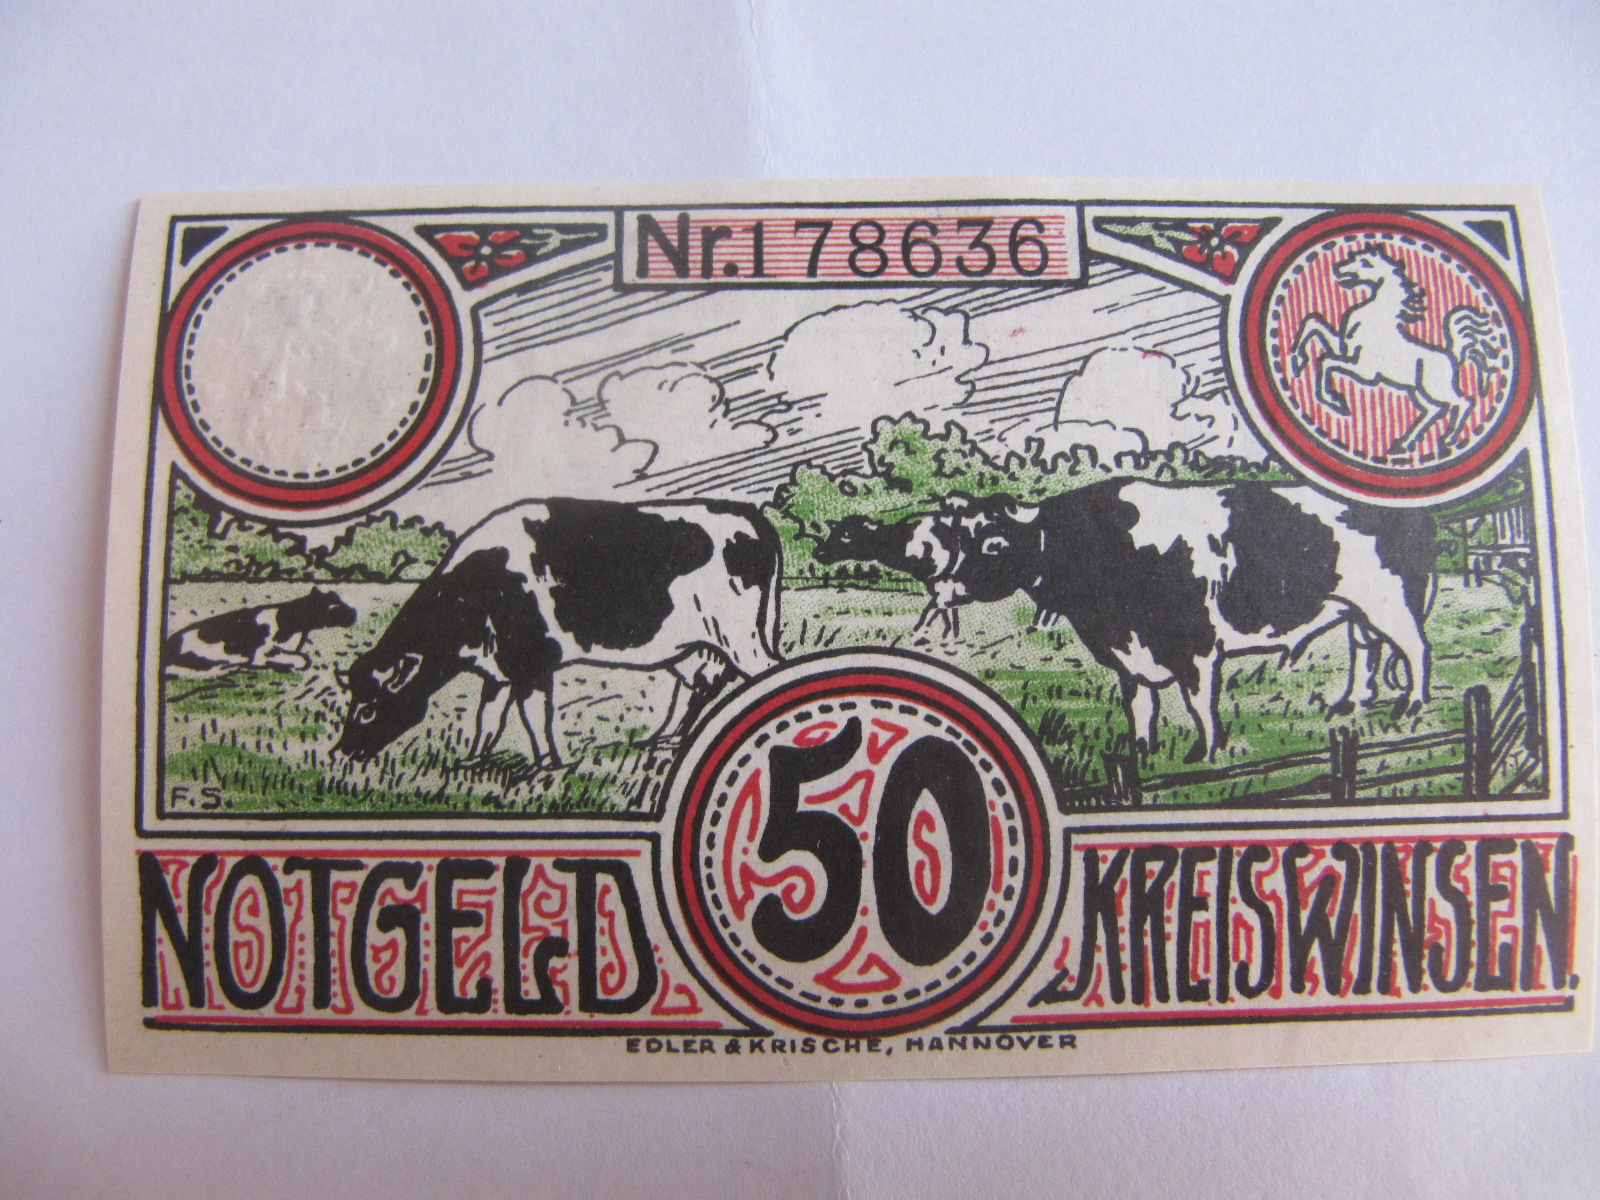 Nr. 178636
F.S.
50
NOTGELD KREIS WINSEN.
EDLER & KRISCHE, HANNOVER